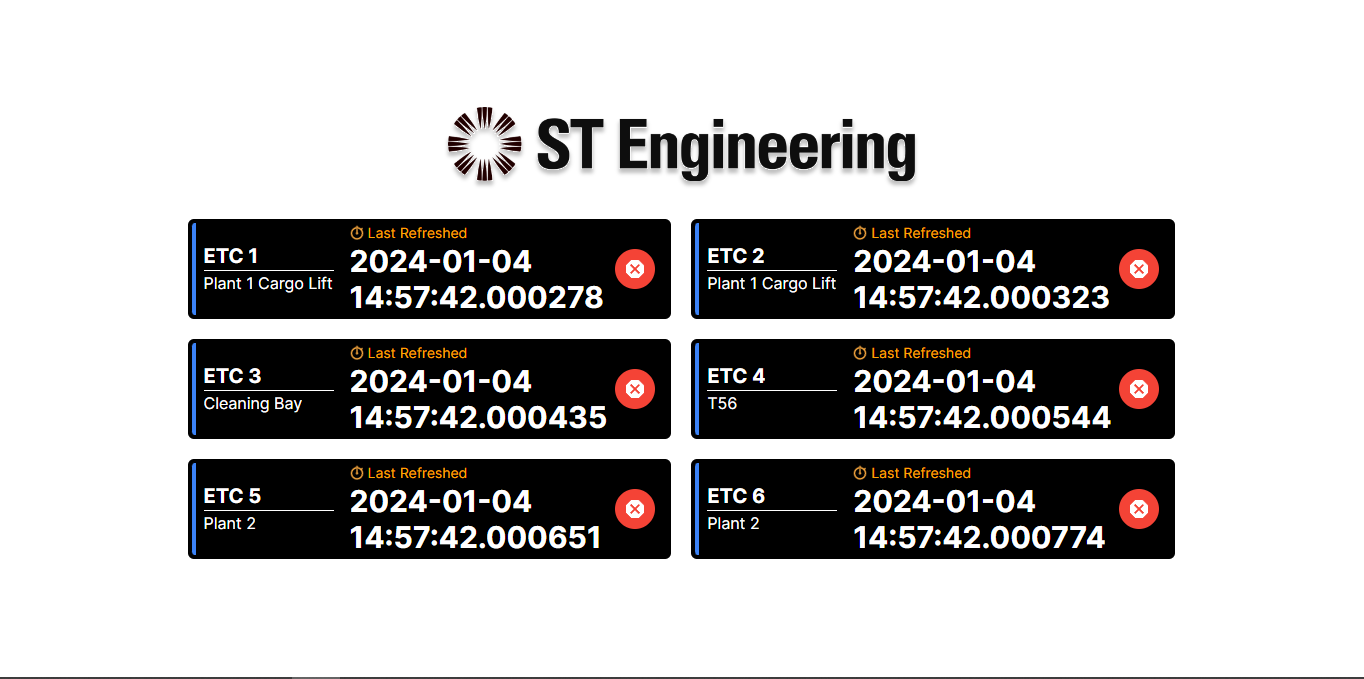 ST Engineering
ETC 1
Plant 1 Cargo Lift
Last Refreshed
2024-01-04
14:57:42.000278
ETC 2
Plant 1 Cargo Lift
Last Refreshed
2024-01-04
14:57:42.000323
ETC 3
Cleaning Bay
Last Refreshed
2024-01-04
14:57:42.000435
ETC 4
T56
Last Refreshed
2024-01-04
14:57:42.000544
ETC 5
Plant 2
Last Refreshed
2024-01-04
14:57:42.000651
ETC 6
Plant 2
Last Refreshed
2024-01-04
14:57:42.000774